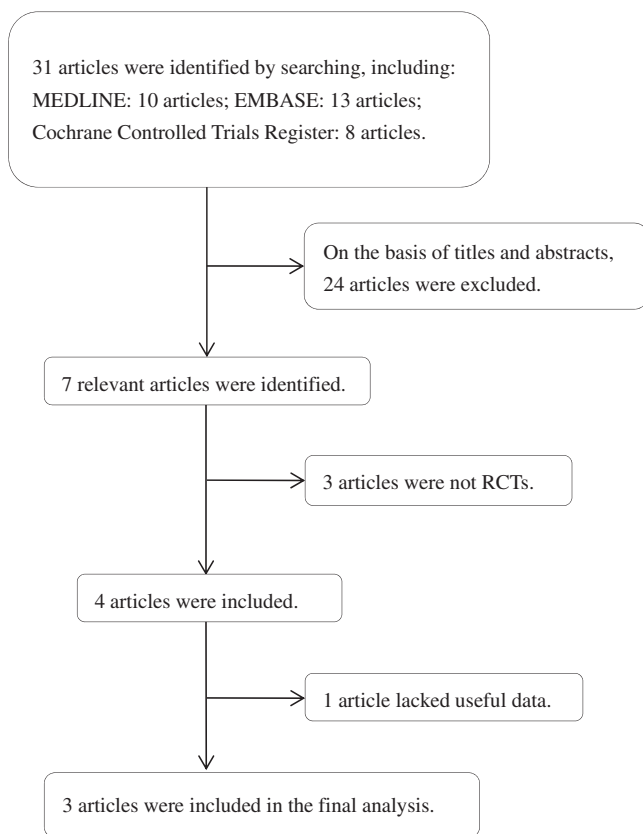 31 articles were identified by searching, including:
MEDLINE: 10 articles; EMBASE: 13 articles;
Cochrane Controlled Trials Register: 8 articles.
On the basis of titles and abstracts,
24 articles were excluded.
7 relevant articles were identified.
3 articles were not RCTs.
4 articles were included.
1 article lacked useful data.
3 articles were included in the final analysis.